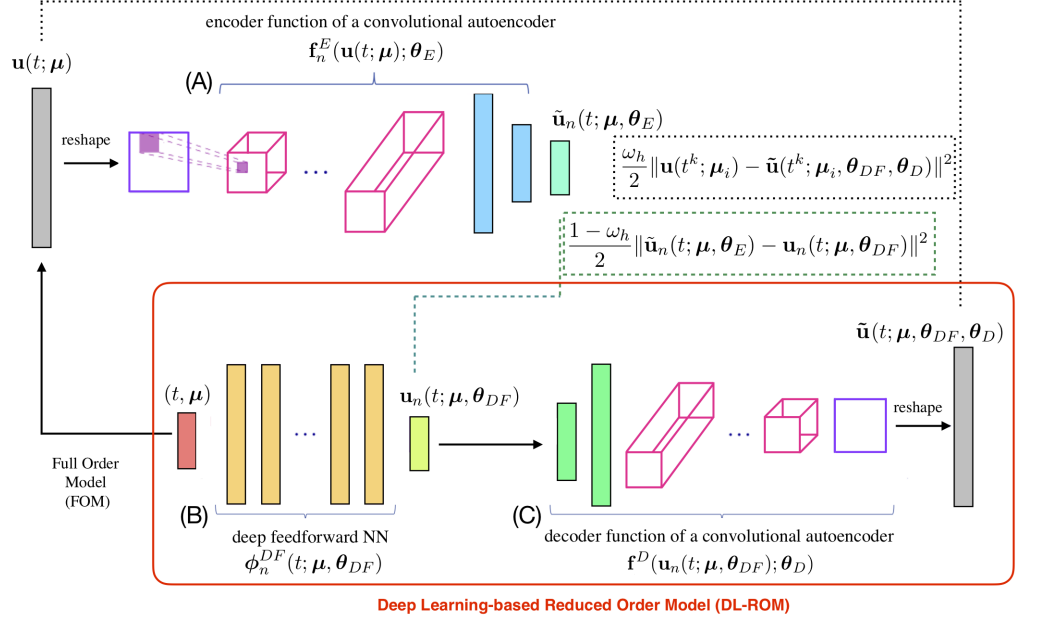 encoder function of a convolutional autoencoder
f_n^E(u(t; μ); θ_E)
u(t; μ)
(A)
reshape
...
ũ_n(t; μ, θ_E)
ω_h/2 ‖u(t^k; μ_i) − ũ(t^k; μ_i, θ_DF, θ_D)‖²
(1 − ω_h)/2 ‖ũ_n(t; μ, θ_E) − u_n(t; μ, θ_DF)‖²
ũ(t; μ, θ_DF, θ_D)
(t, μ)
u_n(t; μ, θ_DF)
reshape
...
...
Full Order
Model
(FOM)
(B)
(C)
deep feedforward NN
ϕ_n^DF(t; μ, θ_DF)
decoder function of a convolutional autoencoder
f^D(u_n(t; μ, θ_DF); θ_D)
Deep Learning-based Reduced Order Model (DL-ROM)